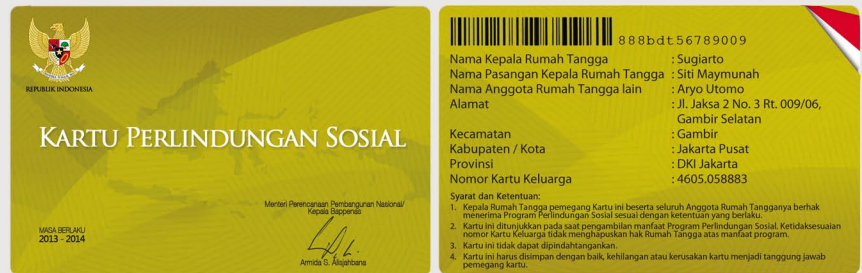 REPUBLIK INDONESIA
KARTU PERLINDUNGAN SOSIAL
Menteri Perencanaan Pembangunan Nasional/
Kepala Bappenas
MASA BERLAKU
2013 - 2014
Armida S. Alisjahbana
888bdt56789009
Nama Kepala Rumah Tangga : Sugiarto
Nama Pasangan Kepala Rumah Tangga : Siti Maymunah
Nama Anggota Rumah Tangga lain : Aryo Utomo
Alamat : Jl. Jaksa 2 No. 3 Rt. 009/06,
Gambir Selatan
Kecamatan : Gambir
Kabupaten / Kota : Jakarta Pusat
Provinsi : DKI Jakarta
Nomor Kartu Keluarga : 4605.058883
Syarat dan Ketentuan:
1. Kepala Rumah Tangga pemegang Kartu ini beserta seluruh Anggota Rumah Tangganya berhak
menerima Program Perlindungan Sosial sesuai dengan ketentuan yang berlaku.
2. Kartu ini ditunjukkan pada saat pengambilan manfaat Program Perlindungan Sosial. Ketidaksesuaian
nomor Kartu Keluarga tidak menghapuskan hak Rumah Tangga atas manfaat program.
3. Kartu ini tidak dapat dipindahtangankan.
4. Kartu ini harus disimpan dengan baik, kehilangan atau kerusakan kartu menjadi tanggung jawab
pemegang kartu.